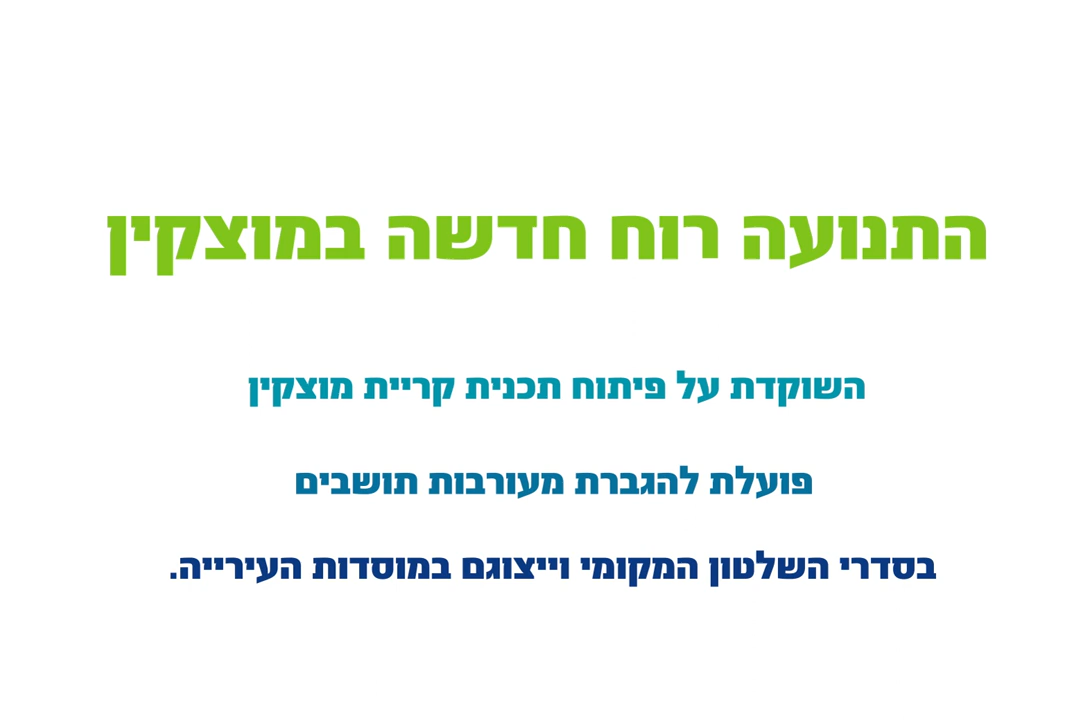 התנועה רוח חדשה במוצקין
השוקדת על פיתוח תכנית קריית מוצקין
פועלת להגברת מעורבות תושבים
בסדרי השלטון המקומי וייצוגם במוסדות העירייה.